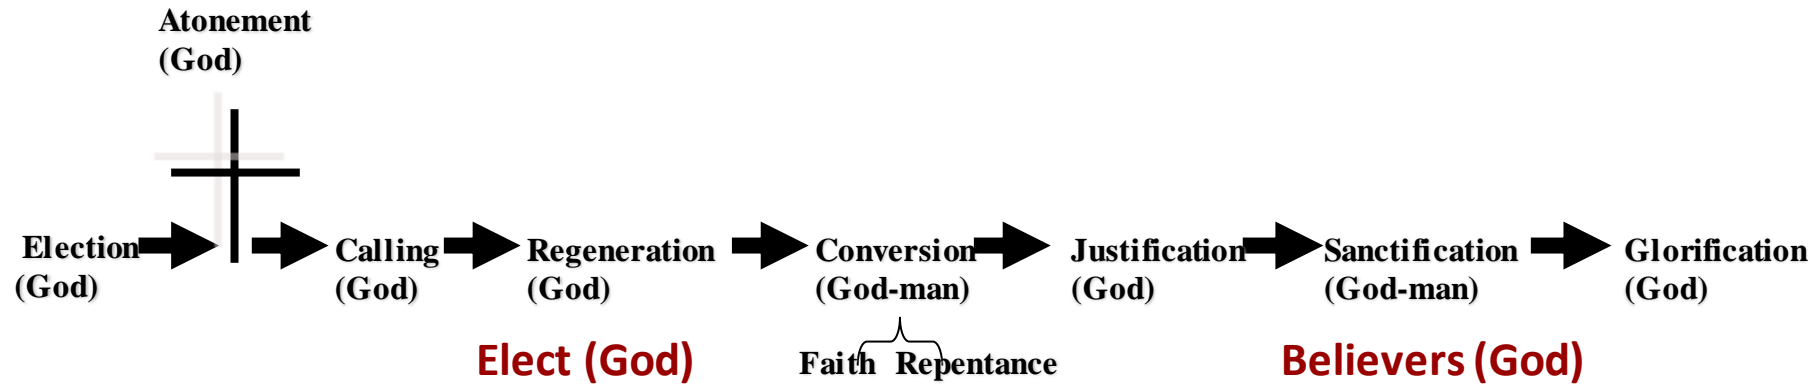 Atonement
(God)
Election
(God)
Calling
(God)
Regeneration
(God)
Conversion
(God-man)
Faith Repentance
Justification
(God)
Sanctification
(God-man)
Glorification
(God)
Elect (God)
Believers (God)